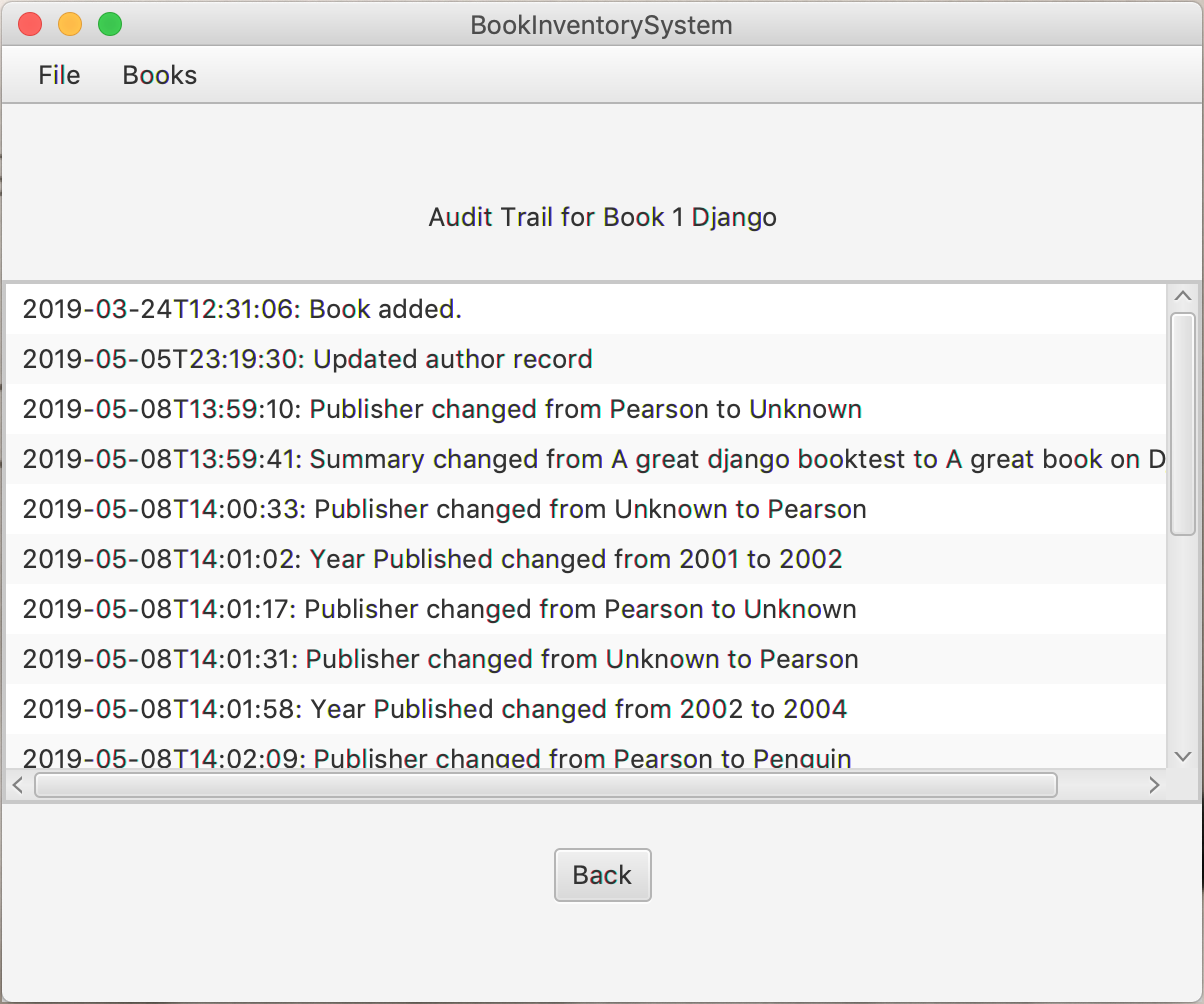 BookInventorySystem
File Books
Audit Trail for Book 1 Django
2019-03-24T12:31:06: Book added.
2019-05-05T23:19:30: Updated author record
2019-05-08T13:59:10: Publisher changed from Pearson to Unknown
2019-05-08T13:59:41: Summary changed from A great django booktest to A great book on D
2019-05-08T14:00:33: Publisher changed from Unknown to Pearson
2019-05-08T14:01:02: Year Published changed from 2001 to 2002
2019-05-08T14:01:17: Publisher changed from Pearson to Unknown
2019-05-08T14:01:31: Publisher changed from Unknown to Pearson
2019-05-08T14:01:58: Year Published changed from 2002 to 2004
2019-05-08T14:02:09: Publisher changed from Pearson to Penguin
Back